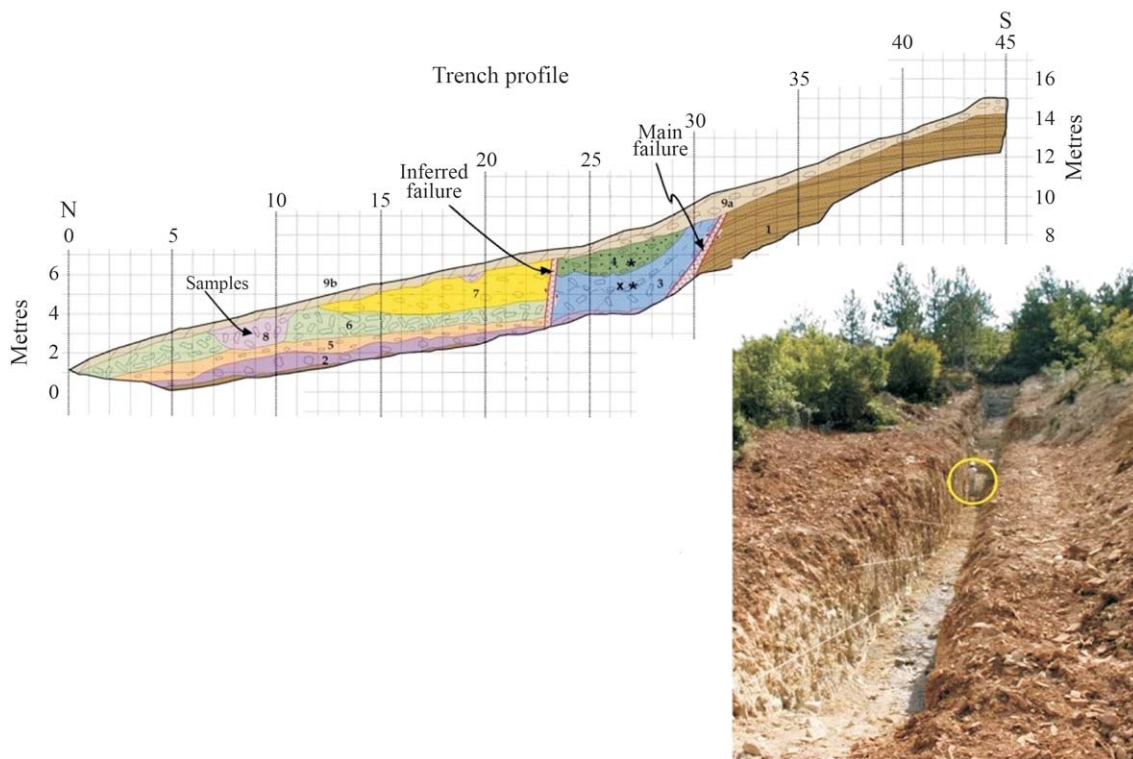 Trench profile
S
40 45
35
16
14
12
10
8
Metres
30
Main
failure
20 25
Inferred
failure
N
0 5 10 15
Samples
9a
9b
1
4 *
x *
3
7
6
8
5
2
6
4
2
0
Metres